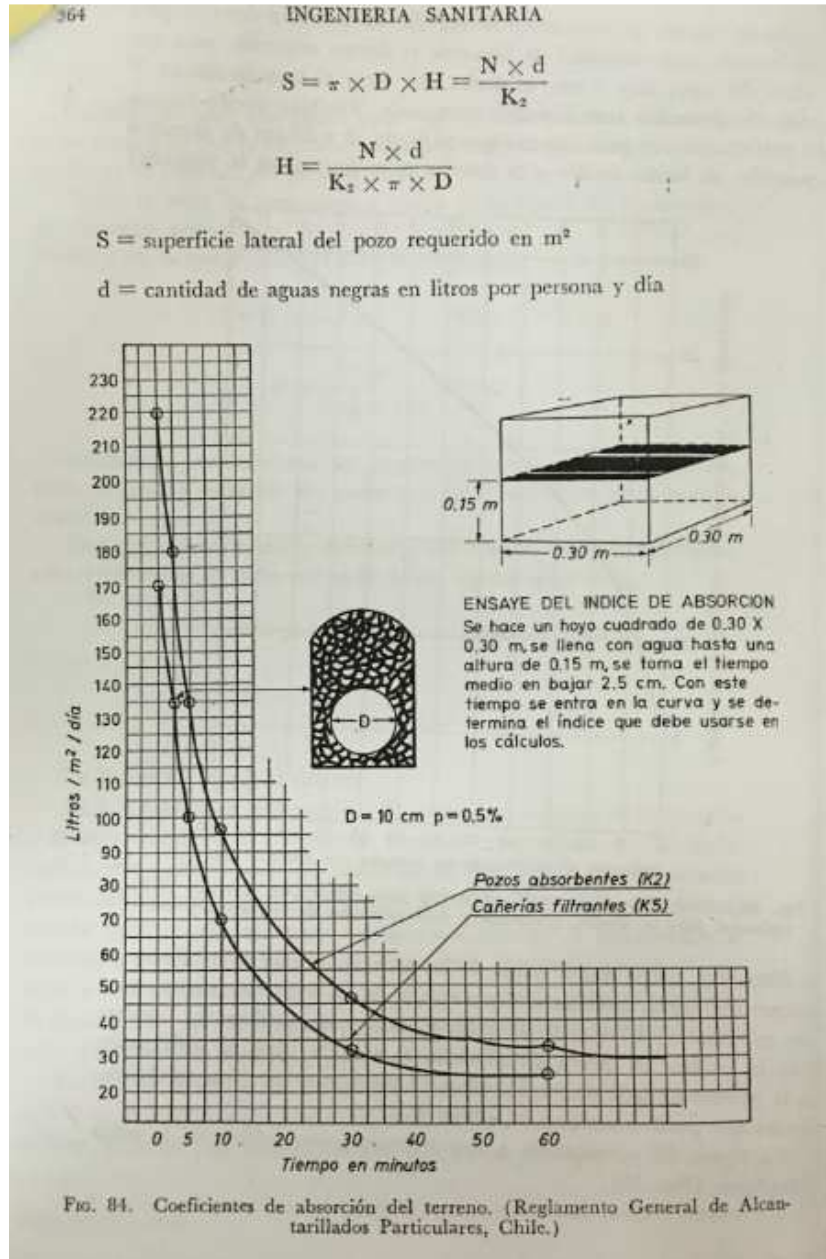 364 INGENIERIA SANITARIA
S = π × D × H = N × d / K₂
H = N × d / K₂ × π × D
S = superficie lateral del pozo requerido en m²
d = cantidad de aguas negras en litros por persona y día
230
220
210
200
190
180
170
160
150
140
130
120
110
100
90
80
70
60
50
40
30
20
Litros / m² / día
0 5 10 20 30 40 50 60
Tiempo en minutos
0.15 m
0.30 m
0.30 m
ENSAYE DEL INDICE DE ABSORCION
Se hace un hoyo cuadrado de 0.30 X
0.30 m, se llena con agua hasta una
altura de 0.15 m, se toma el tiempo
medio en bajar 2.5 cm. Con este
tiempo se entra en la curva y se de-
termina el índice que debe usarse en
los cálculos.
D
D = 10 cm p = 0.5%
Pozos absorbentes (K2)
Cañerías filtrantes (K5)
FIG. 84. Coeficientes de absorción del terreno. (Reglamento General de Alcan-
tarillados Particulares, Chile.)